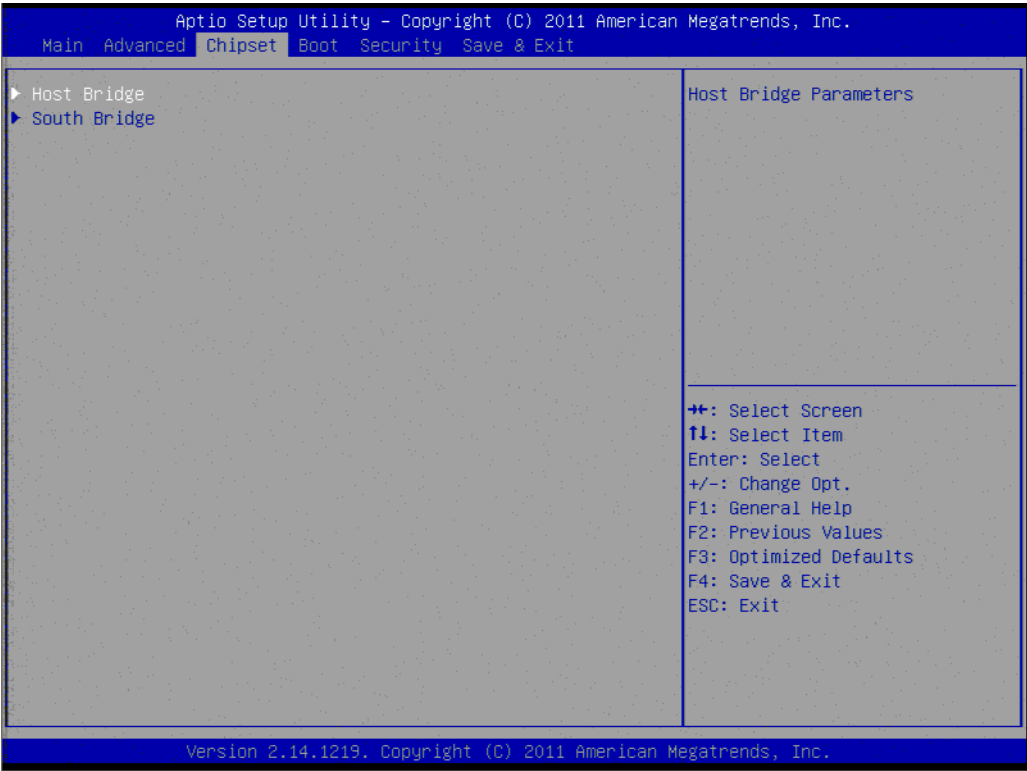 Aptio Setup Utility – Copyright (C) 2011 American Megatrends, Inc.
Main Advanced Chipset Boot Security Save & Exit
▶ Host Bridge
▶ South Bridge
Host Bridge Parameters
→←: Select Screen
↑↓: Select Item
Enter: Select
+/-: Change Opt.
F1: General Help
F2: Previous Values
F3: Optimized Defaults
F4: Save & Exit
ESC: Exit
Version 2.14.1219. Copyright (C) 2011 American Megatrends, Inc.